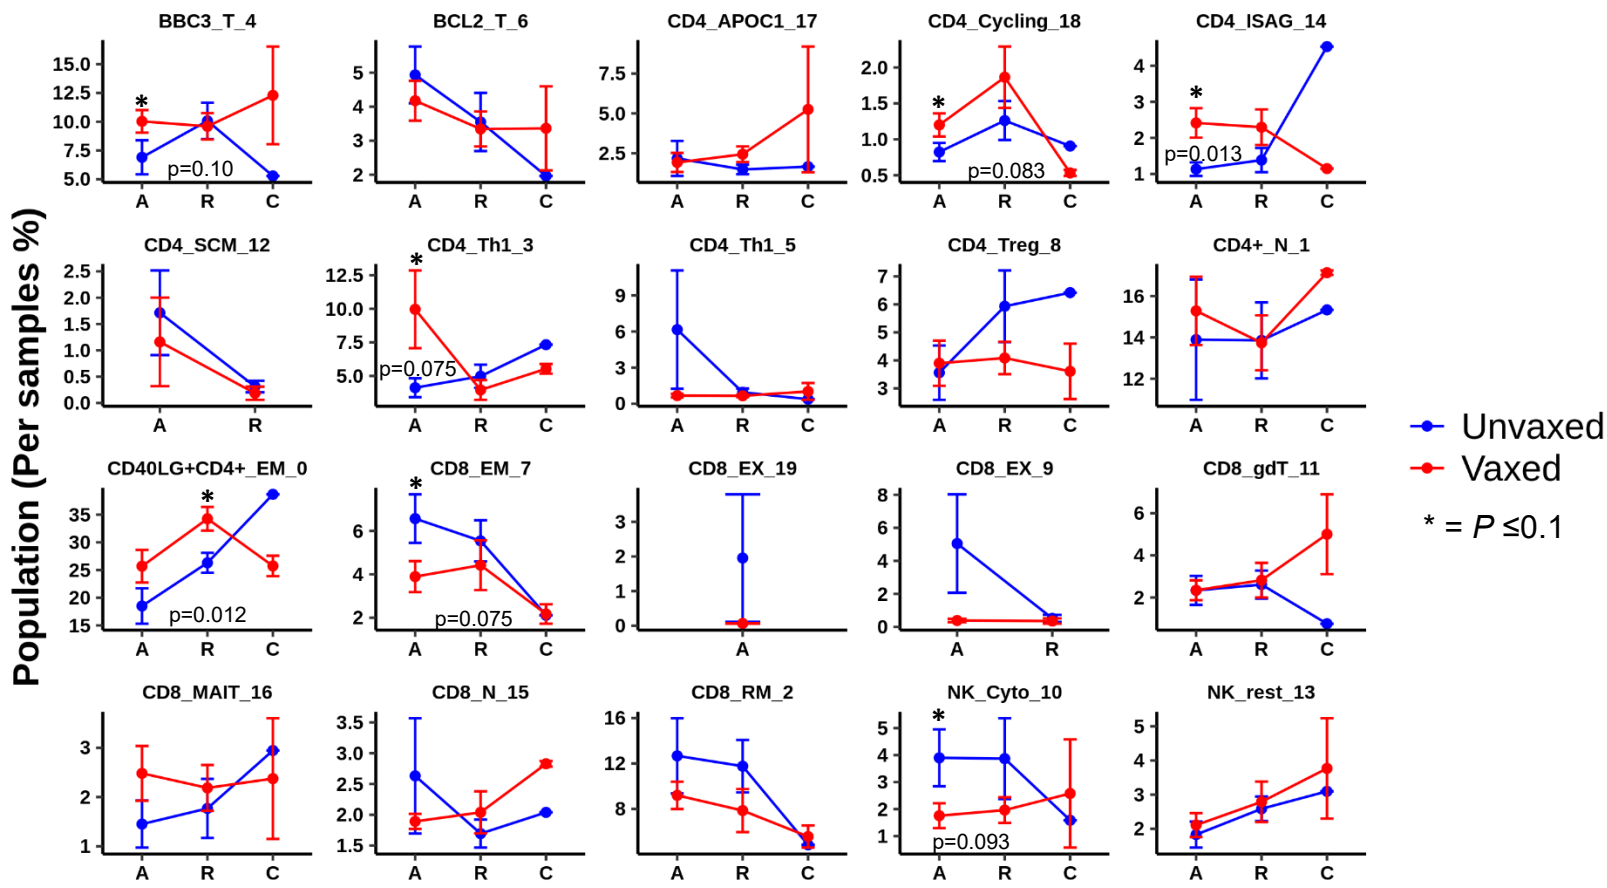 BBC3_T_4
BCL2_T_6
CD4_APOC1_17
CD4_Cycling_18
CD4_ISAG_14
15.0
12.5
10.0
7.5
5.0
*
p=0.10
A R C
5
4
3
2
A R C
7.5
5.0
2.5
A R C
2.0
1.5
1.0
0.5
*
p=0.083
A R C
4
3
2
1
*
p=0.013
A R C
Population (Per samples %)
CD4_SCM_12
CD4_Th1_3
CD4_Th1_5
CD4_Treg_8
CD4+_N_1
2.5
2.0
1.5
1.0
0.5
0.0
A R
12.5
10.0
7.5
5.0
*
p=0.075
A R C
9
6
3
0
A R C
7
6
5
4
3
A R C
16
14
12
A R C
Unvaxed
Vaxed
* = P ≤0.1
CD40LG+CD4+_EM_0
CD8_EM_7
CD8_EX_19
CD8_EX_9
CD8_gdT_11
35
30
25
20
15
*
p=0.012
A R C
6
4
2
*
p=0.075
A R C
3
2
1
0
A
8
6
4
2
0
A R
6
4
2
A R C
CD8_MAIT_16
CD8_N_15
CD8_RM_2
NK_Cyto_10
NK_rest_13
3
2
1
A R C
3.5
3.0
2.5
2.0
1.5
A R C
16
12
8
A R C
5
4
3
2
1
*
p=0.093
A R C
5
4
3
2
A R C